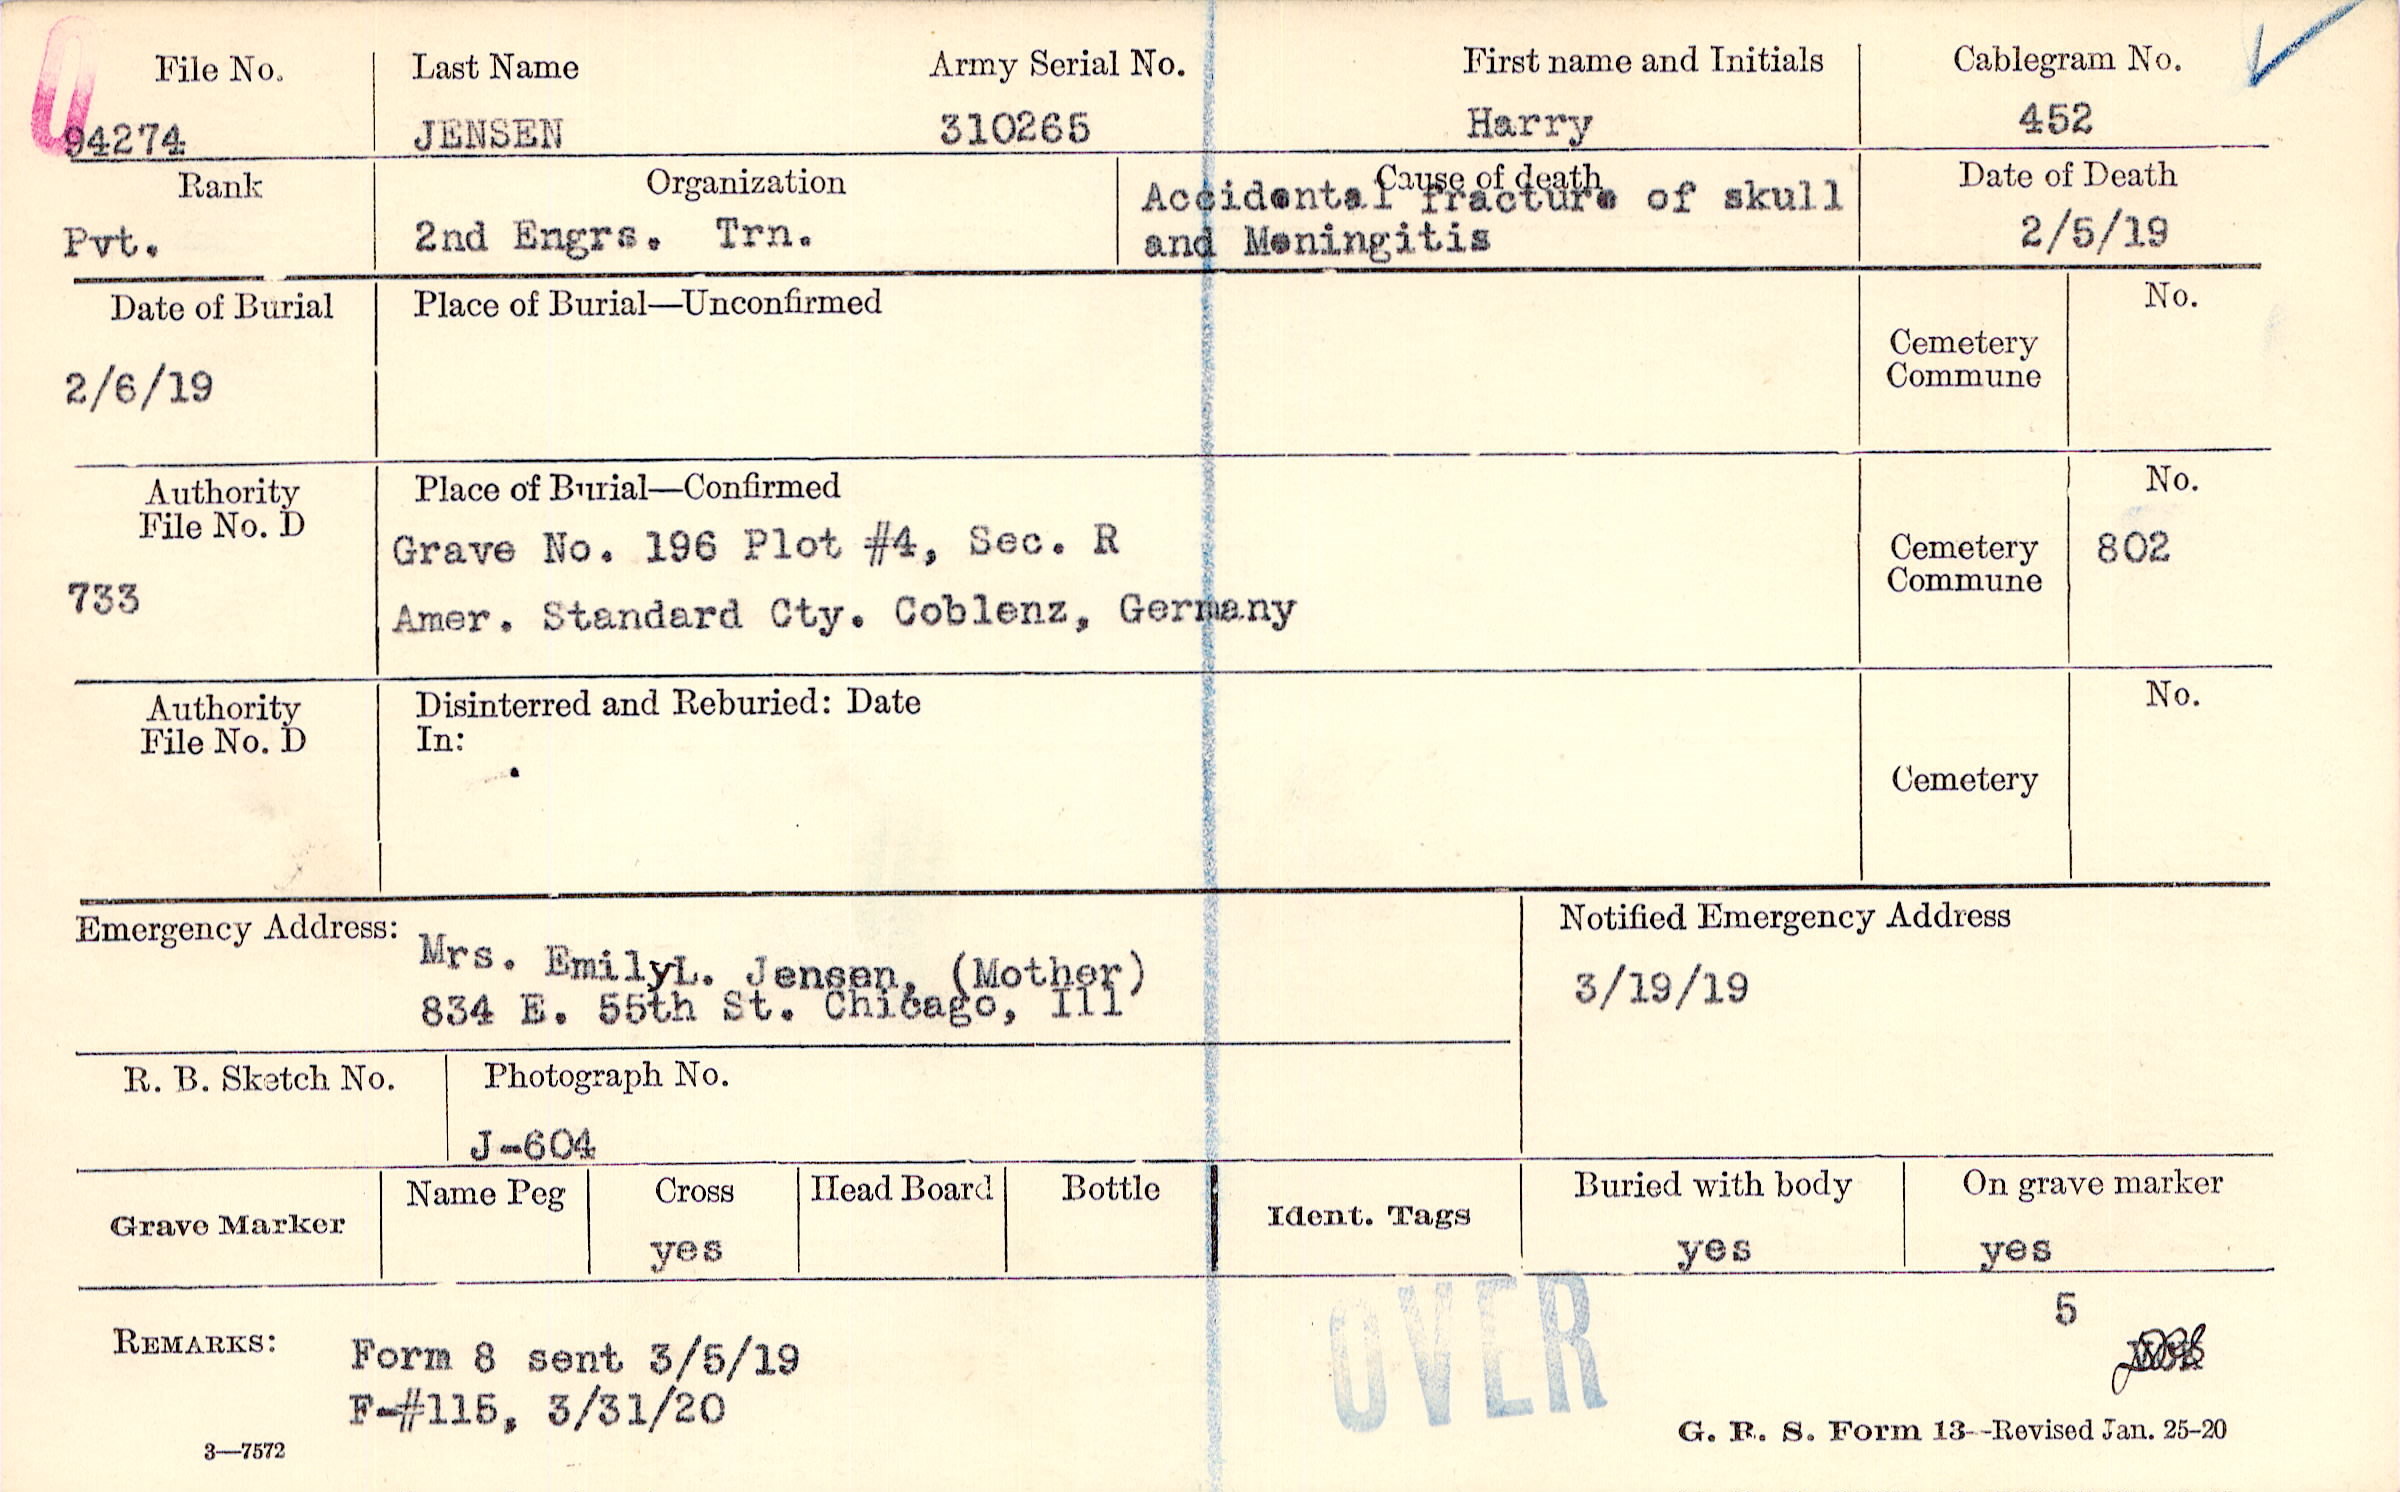 File No. Last Name Army Serial No. First name and Initials Cablegram No.
94274 JENSEN 310265 Harry 452
Rank Organization Cause of death Date of Death
Pvt. 2nd Engrs. Trn. Accidental fracture of skull 2/5/19
and Meningitis
Date of Burial Place of Burial—Unconfirmed No.
2/6/19 Cemetery
Commune
Authority Place of Burial—Confirmed No.
File No. D
733 Grave No. 196 Plot #4, Sec. R Cemetery 802
Commune
Amer. Standard Cty. Coblenz, Germany
Authority Disinterred and Reburied: Date No.
File No. D In:
Cemetery
Emergency Address: Notified Emergency Address
Mrs. EmilyL. Jensen, (Mother) 3/19/19
834 E. 55th St. Chicago, Ill
R. B. Sketch No. Photograph No.
J-604
Grave Marker Name Peg Cross Head Board Bottle Ident. Tags Buried with body On grave marker
yes yes yes
OVER 5
REMARKS: Form 8 sent 3/5/19
F-#115, 3/31/20
3—7572 G. R. S. Form 13--Revised Jan. 25-20